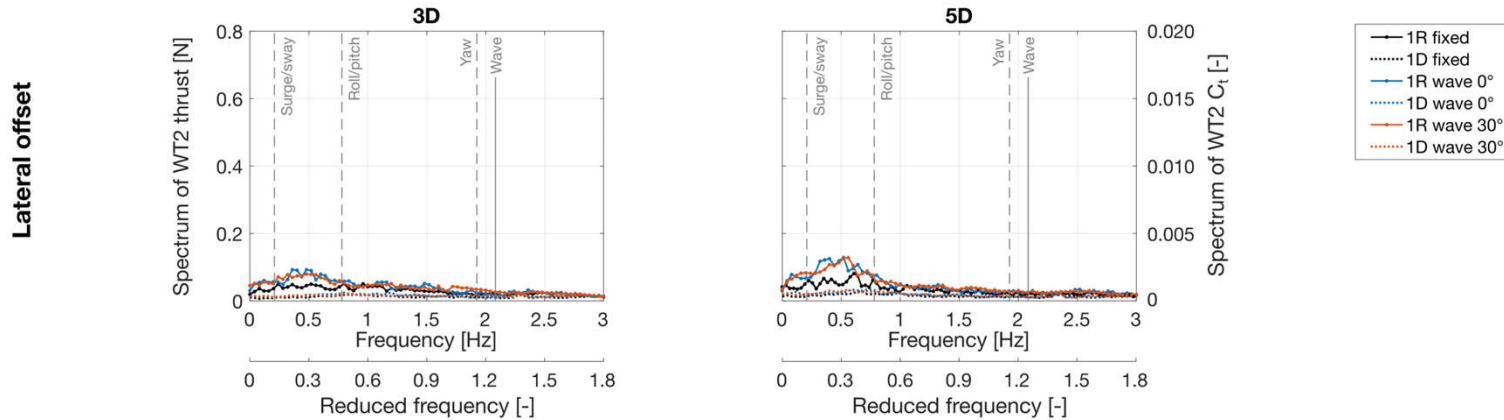 Lateral offset
3D
Spectrum of WT2 thrust [N]
0.8
0.6
0.4
0.2
0
Surge/sway
Roll/pitch
Yaw
Wave
0 0.5 1 1.5 2 2.5 3
Frequency [Hz]
0 0.3 0.6 0.9 1.2 1.5 1.8
Reduced frequency [-]
5D
Surge/sway
Roll/pitch
Yaw
Wave
0.020
0.015
0.010
0.005
0
Spectrum of WT2 Cₜ [-]
0 0.5 1 1.5 2 2.5 3
Frequency [Hz]
0 0.3 0.6 0.9 1.2 1.5 1.8
Reduced frequency [-]
1R fixed
1D fixed
1R wave 0°
1D wave 0°
1R wave 30°
1D wave 30°